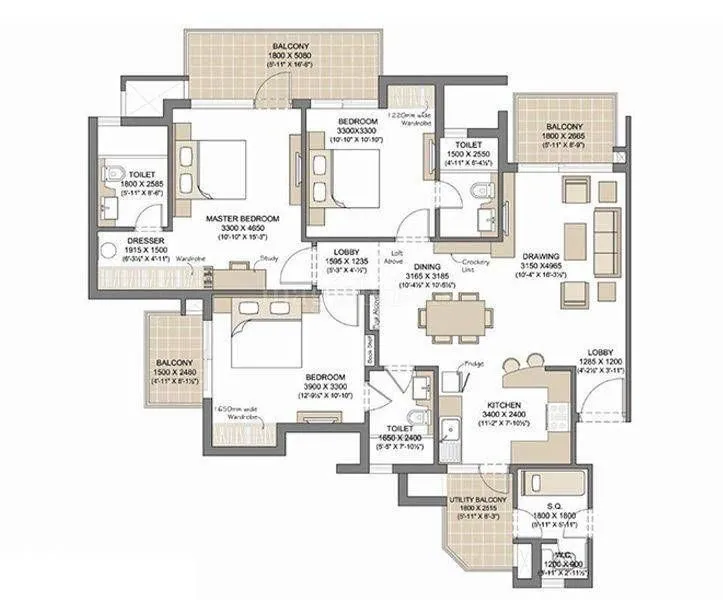 BALCONY
1800 X 5080
(5'-11" X 16'-8")
BEDROOM
3300X3300
(10'-10" X 10'-10")
1220mm wide
Wardrobe
BALCONY
1800 X 2665
(5'-11" X 8'-9")
TOILET
1500 X 2550
(4'-11" X 8'-4½")
TOILET
1800 X 2585
(5'-11" X 8'-6")
MASTER BEDROOM
3300 X 4650
(10'-10" X 15'-3")
DRESSER
1915 X 1500
(6'-3½" X 4'-11")
Wardrobe
Study
LOBBY
1595 X 1235
(5'-3" X 4'-½")
Loft
Above
DINING
3165 X 3185
(10'-4½" X 10'-5½")
Crockery
Unit
DRAWING
3150 X4965
(10'-4" X 16'-3½")
BALCONY
1500 X 2480
(4'-11" X 8'-1½")
BEDROOM
3900 X 3300
(12'-9½" X 10'-10")
1650mm wide
Wardrobe
Book Shelf
TOILET
1650 X 2400
(5'-5" X 7'-10½")
Fridge
KITCHEN
3400 X 2400
(11'-2" X 7'-10½")
LOBBY
1285 X 1200
(4'-2½" X 3'-11")
UTILITY BALCONY
1800 X 2515
(5'-11" X 8'-3")
S.Q.
1800 X 1800
(5'-11" X 5'-11")
W.C.
1200 X 900
(3'-11" X 2'-11½")